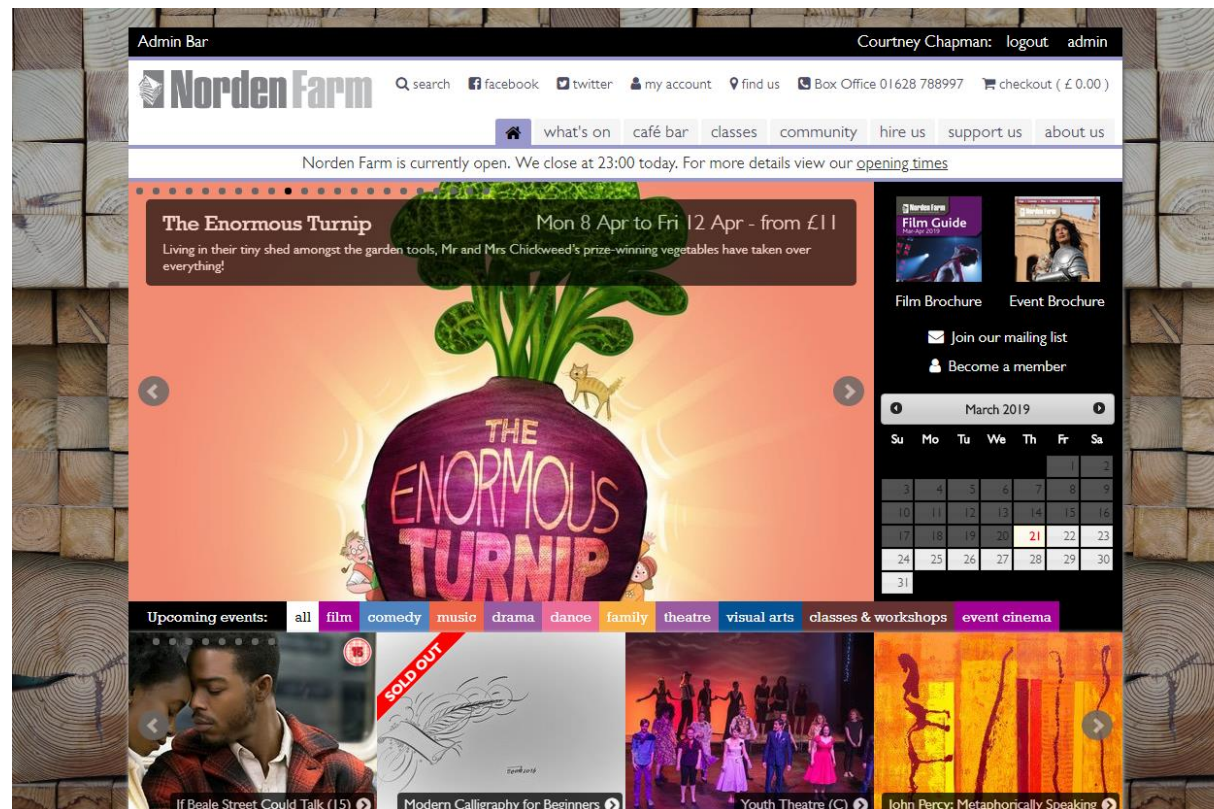 Admin Bar
Courtney Chapman: logout admin
Norden Farm
search facebook twitter my account find us Box Office 01628 788997 checkout ( £ 0.00 )
what's on café bar classes community hire us support us about us
Norden Farm is currently open. We close at 23:00 today. For more details view our opening times
The Enormous Turnip
Mon 8 Apr to Fri 12 Apr - from £11
Living in their tiny shed amongst the garden tools, Mr and Mrs Chickweed's prize-winning vegetables have taken over
everything!
THE
ENORMOUS
TURNIP
Norden Farm
Film Guide
Mar-Apr 2019
Norden Farm
Film Brochure Event Brochure
Join our mailing list
Become a member
March 2019
Su Mo Tu We Th Fr Sa
1 2
3 4 5 6 7 8 9
10 11 12 13 14 15 16
17 18 19 20 21 22 23
24 25 26 27 28 29 30
31
Upcoming events: all film comedy music drama dance family theatre visual arts classes & workshops event cinema
15
SOLD OUT
If Beale Street Could Talk (15)
Modern Calligraphy for Beginners
Youth Theatre (C)
John Percy: Metaphorically Speaking